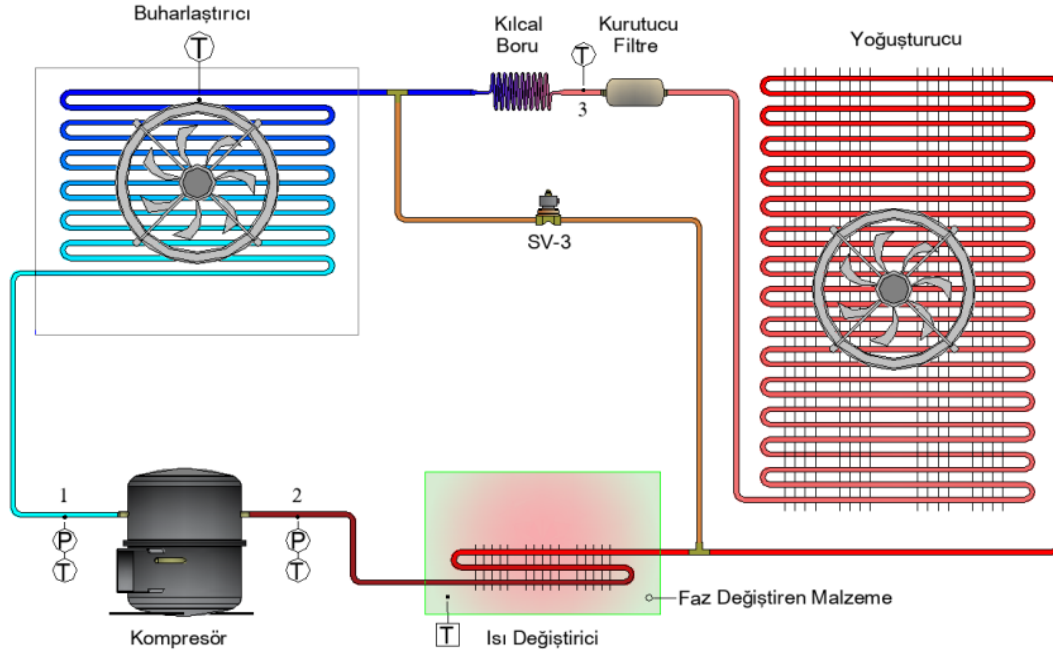 Buharlaştırıcı
T
Kılcal
Boru
T
3
Kurutucu
Filtre
Yoğuşturucu
SV-3
1
P
T
2
P
T
Kompresör
T
Isı Değiştirici
Faz Değiştiren Malzeme